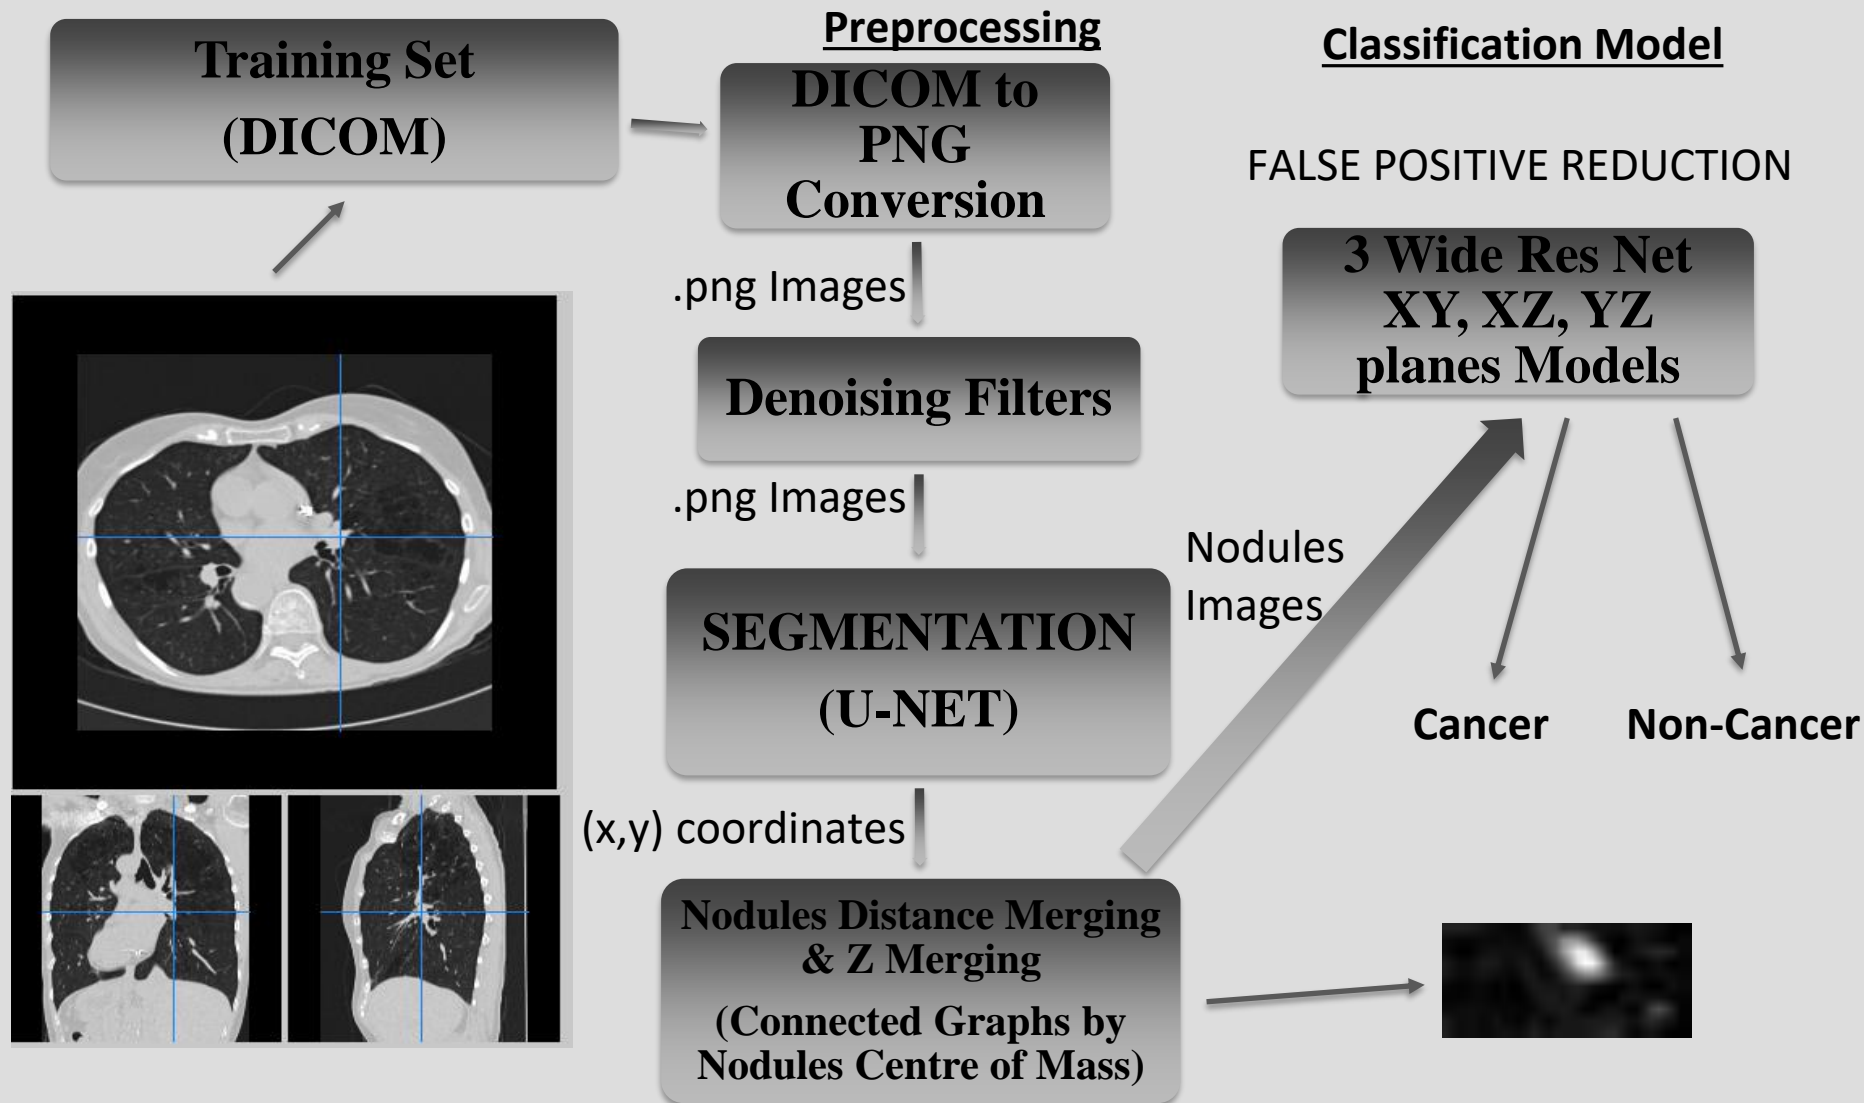 Training Set
(DICOM)
Preprocessing
DICOM to
PNG
Conversion
.png Images
Denoising Filters
.png Images
SEGMENTATION
(U-NET)
(x,y) coordinates
Nodules Distance Merging
& Z Merging
(Connected Graphs by
Nodules Centre of Mass)
Nodules
Images
Classification Model
FALSE POSITIVE REDUCTION
3 Wide Res Net
XY, XZ, YZ
planes Models
Cancer
Non-Cancer